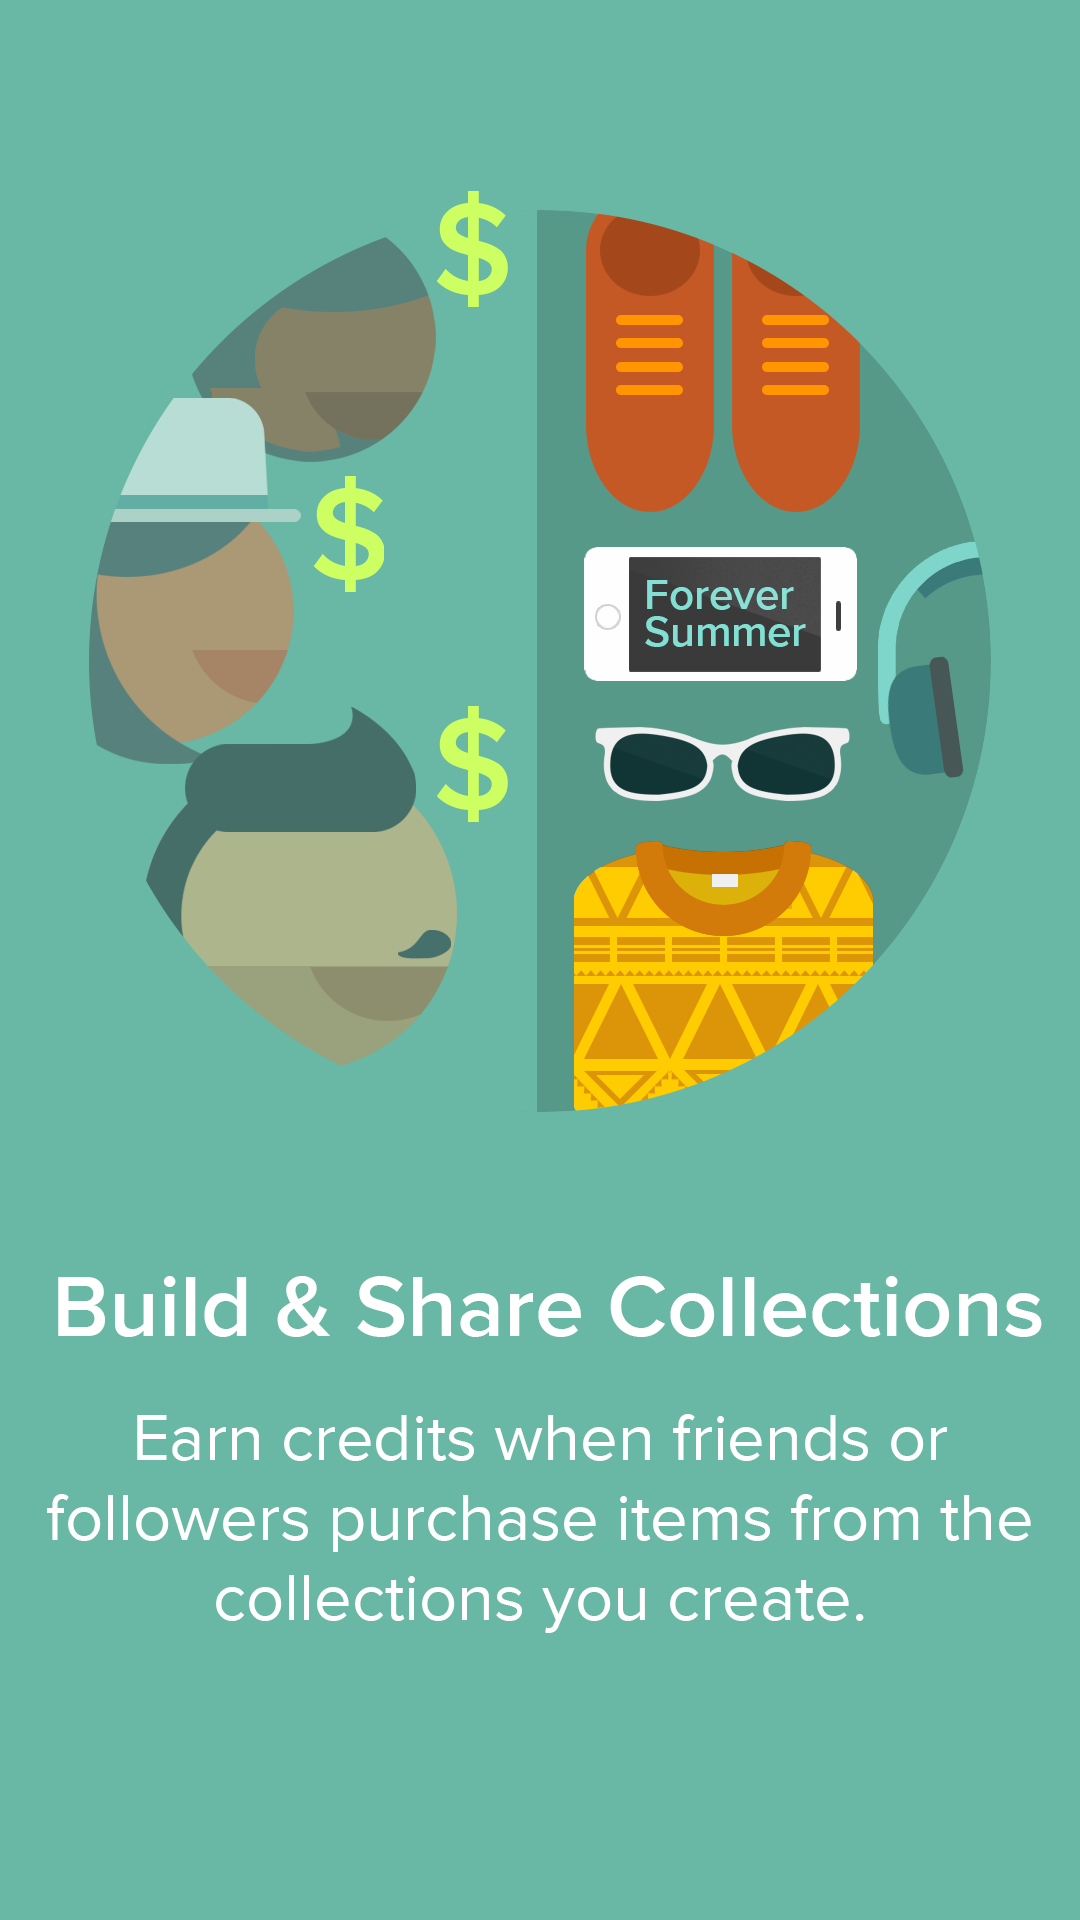 $
$
$
Forever
Summer
Build & Share Collections
Earn credits when friends or
followers purchase items from the
collections you create.